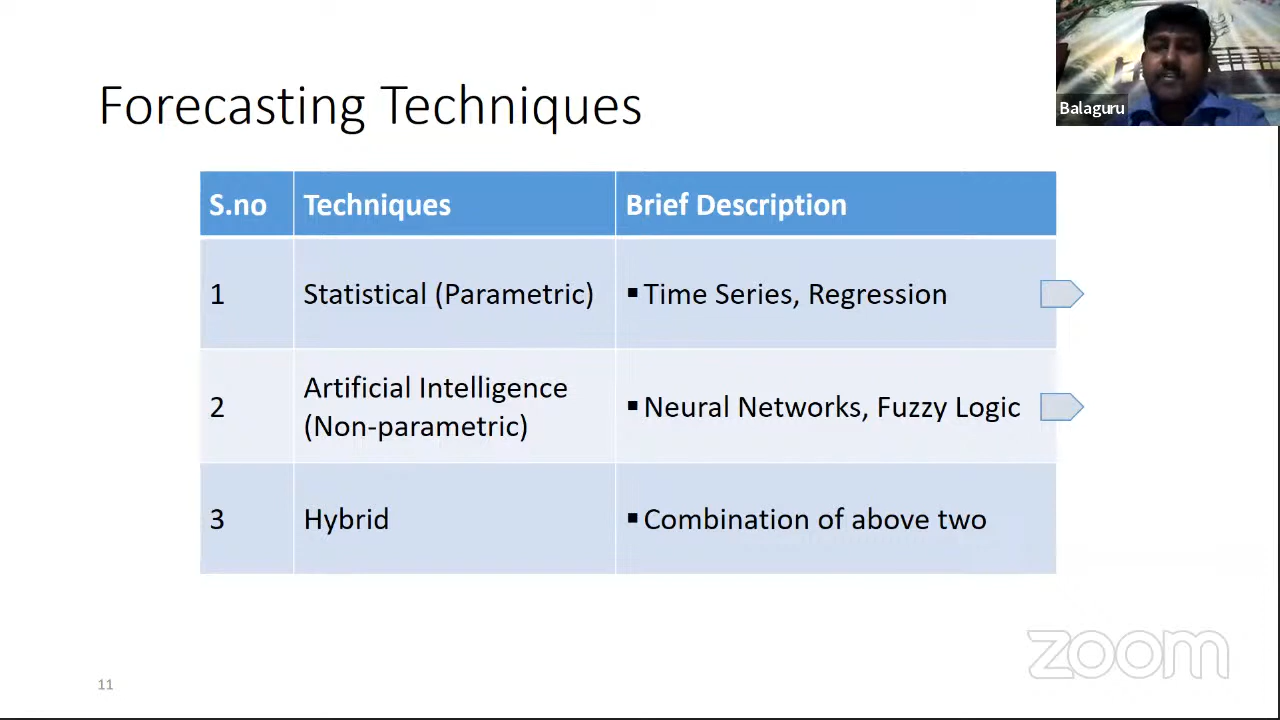 Balaguru
Forecasting Techniques
S.no Techniques Brief Description
1 Statistical (Parametric) ▪ Time Series, Regression
2 Artificial Intelligence
(Non-parametric) ▪ Neural Networks, Fuzzy Logic
3 Hybrid ▪ Combination of above two
zoom
11